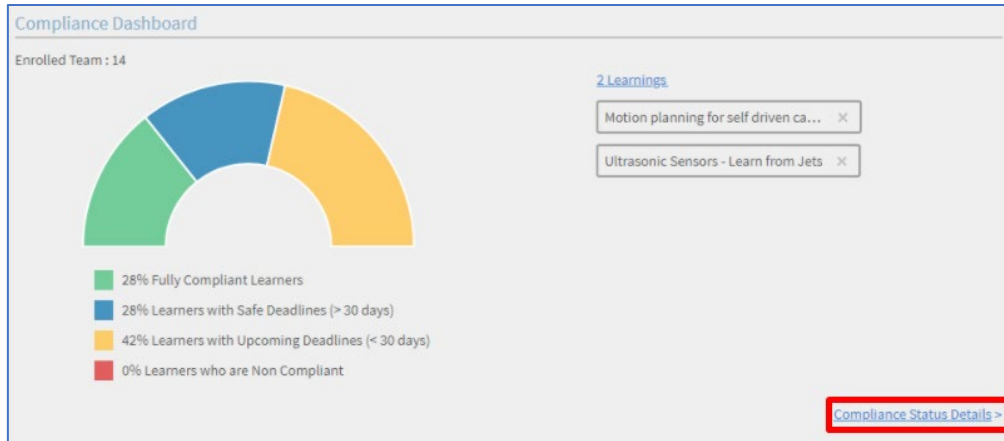 Compliance Dashboard
Enrolled Team : 14
2 Learnings
Motion planning for self driven ca... ×
Ultrasonic Sensors - Learn from Jets ×
28% Fully Compliant Learners
28% Learners with Safe Deadlines (> 30 days)
42% Learners with Upcoming Deadlines (< 30 days)
0% Learners who are Non Compliant
Compliance Status Details >